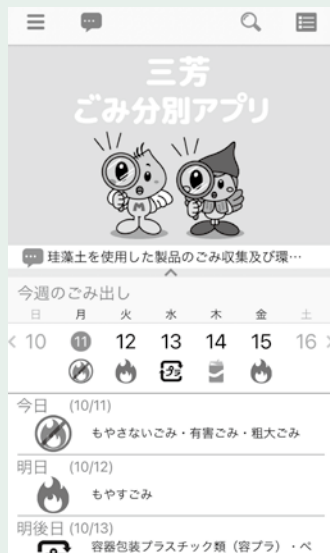 三芳
ごみ分別アプリ
M
珪藻土を使用した製品のごみ収集及び環…
今週のごみ出し
日 月 火 水 木 金 土
10 11 12 13 14 15 16
プラ
今日 (10/11)
もやさないごみ・有害ごみ・粗大ごみ
明日 (10/12)
もやすごみ
明後日 (10/13)
容器包装プラスチック類（容プラ）・ペ